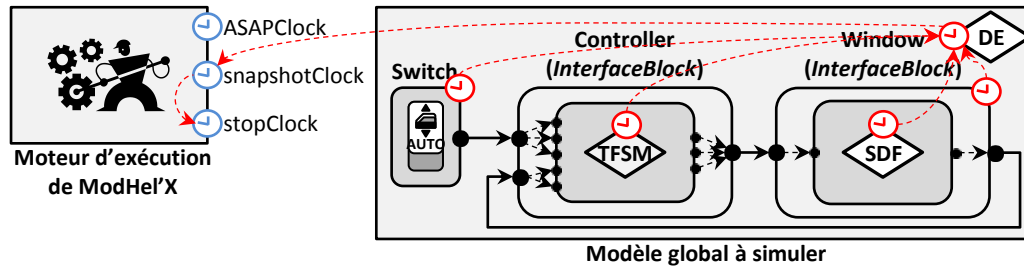 ASAPClock
snapshotClock
stopClock
Moteur d'exécution
de ModHel'X
Switch
AUTO
Controller
(InterfaceBlock)
TFSM
Window
(InterfaceBlock)
SDF
DE
Modèle global à simuler